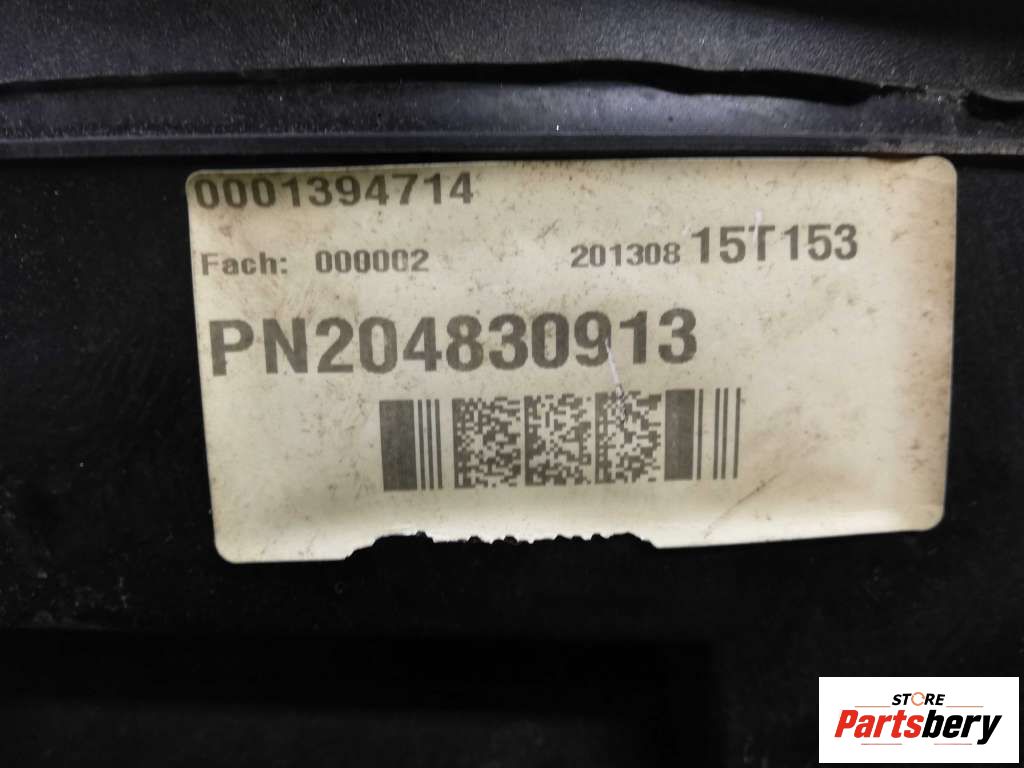 0001394714
Fach: 000002 201308 15T153
PN204830913
STORE
Partsbery